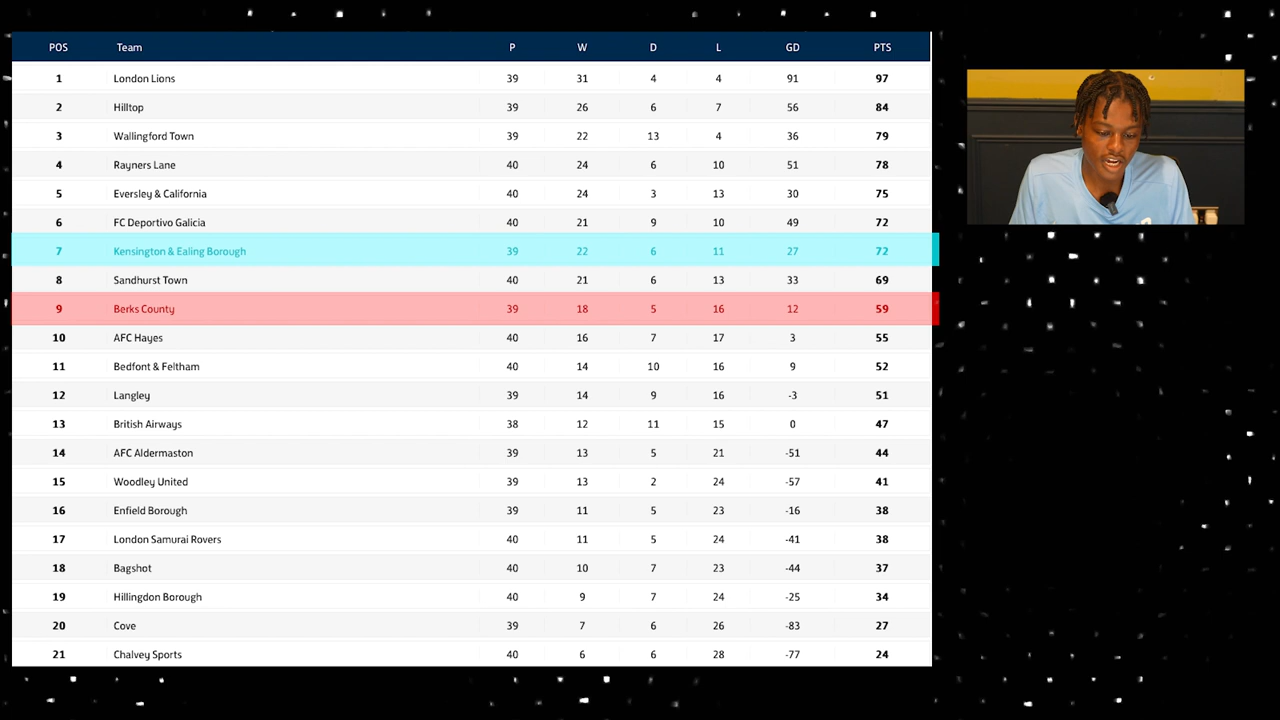 POS Team P W D L GD PTS
1 London Lions 39 31 4 4 91 97
2 Hilltop 39 26 6 7 56 84
3 Wallingford Town 39 22 13 4 36 79
4 Rayners Lane 40 24 6 10 51 78
5 Eversley & California 40 24 3 13 30 75
6 FC Deportivo Galicia 40 21 9 10 49 72
7 Kensington & Ealing Borough 39 22 6 11 27 72
8 Sandhurst Town 40 21 6 13 33 69
9 Berks County 39 18 5 16 12 59
10 AFC Hayes 40 16 7 17 3 55
11 Bedfont & Feltham 40 14 10 16 9 52
12 Langley 39 14 9 16 -3 51
13 British Airways 38 12 11 15 0 47
14 AFC Aldermaston 39 13 5 21 -51 44
15 Woodley United 39 13 2 24 -57 41
16 Enfield Borough 39 11 5 23 -16 38
17 London Samurai Rovers 40 11 5 24 -41 38
18 Bagshot 40 10 7 23 -44 37
19 Hillingdon Borough 40 9 7 24 -25 34
20 Cove 39 7 6 26 -83 27
21 Chalvey Sports 40 6 6 28 -77 24